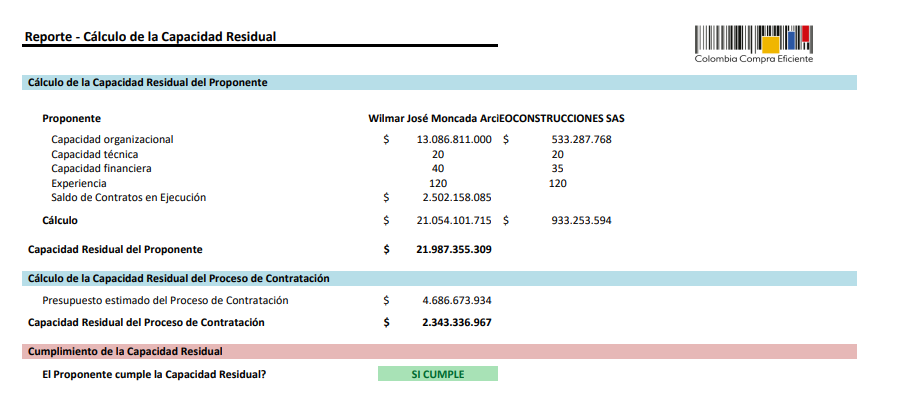 Reporte - Cálculo de la Capacidad Residual
Colombia Compra Eficiente
Cálculo de la Capacidad Residual del Proponente
Proponente Wilmar José Moncada Arci EOCONSTRUCCIONES SAS
Capacidad organizacional $ 13.086.811.000 $ 533.287.768
Capacidad técnica 20 20
Capacidad financiera 40 35
Experiencia 120 120
Saldo de Contratos en Ejecución $ 2.502.158.085
Cálculo $ 21.054.101.715 $ 933.253.594
Capacidad Residual del Proponente $ 21.987.355.309
Cálculo de la Capacidad Residual del Proceso de Contratación
Presupuesto estimado del Proceso de Contratación $ 4.686.673.934
Capacidad Residual del Proceso de Contratación $ 2.343.336.967
Cumplimiento de la Capacidad Residual
El Proponente cumple la Capacidad Residual? SI CUMPLE